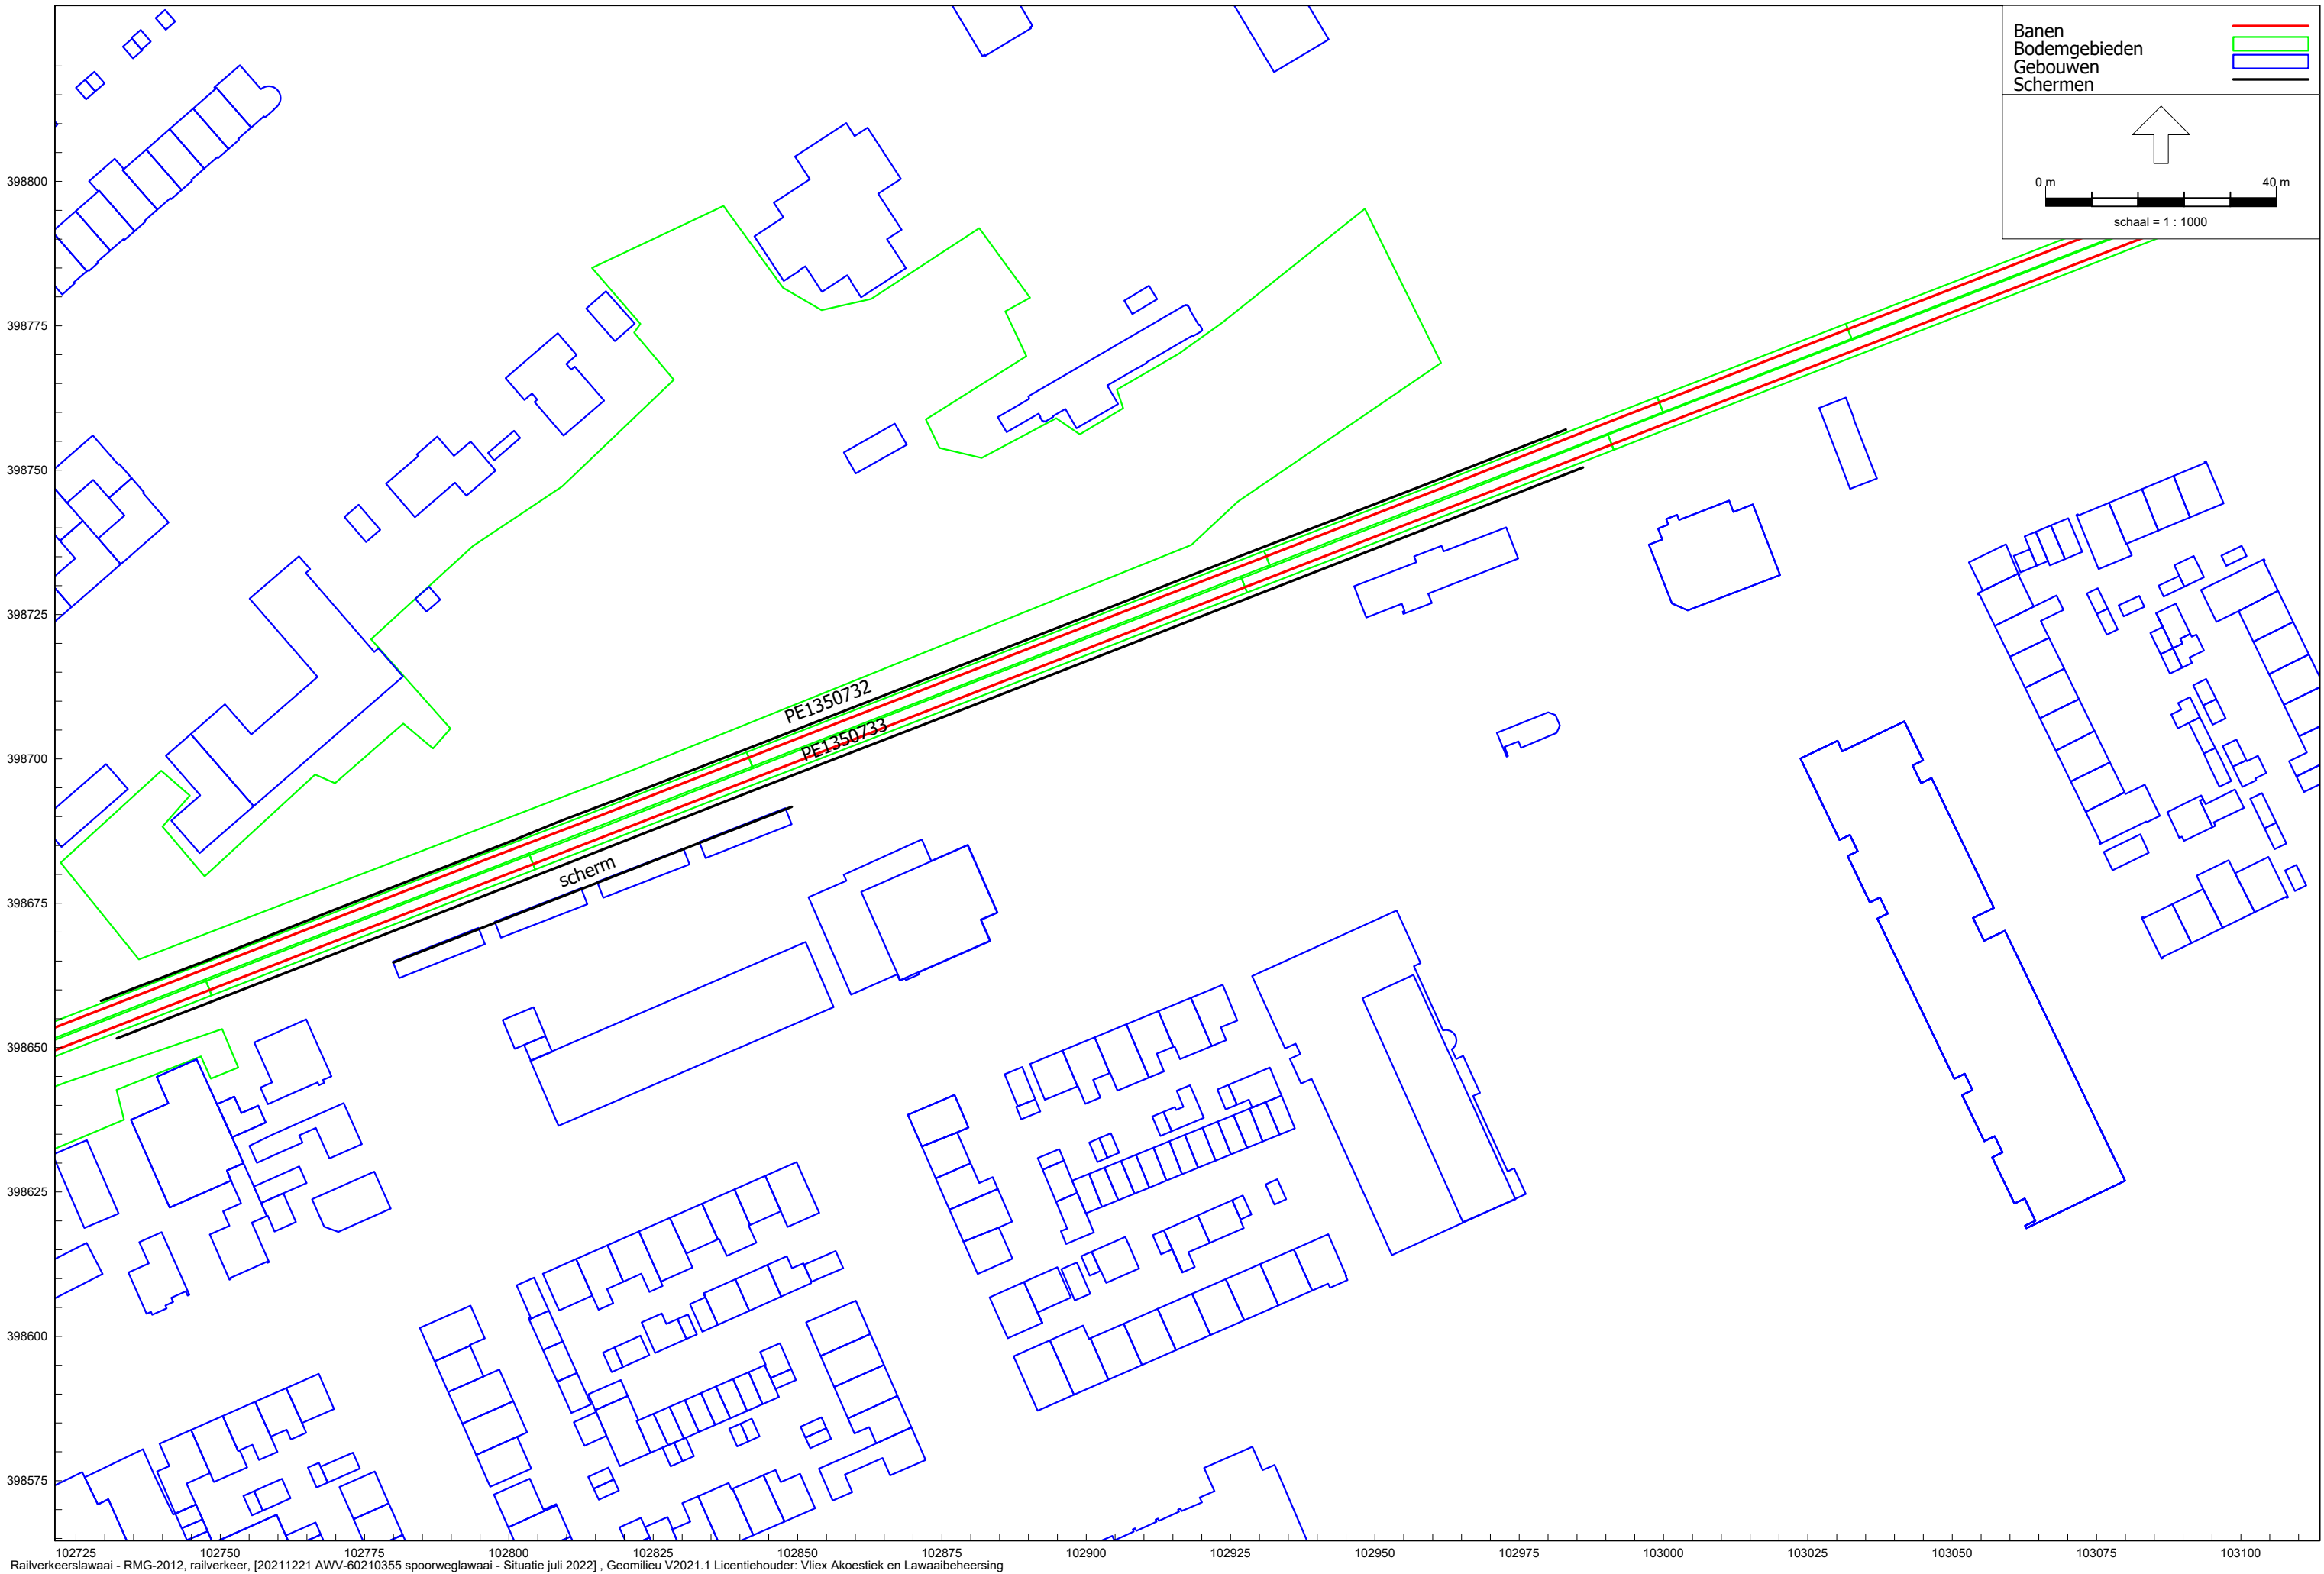 Banen
Bodemgebieden
Gebouwen
Schermen
0 m 40 m
schaal = 1 : 1000
398800
398775
398750
398725
398700
398675
398650
398625
398600
398575
PE1350732
PE1350733
scherm
102725 102750 102775 102800 102825 102850 102875 102900 102925 102950 102975 103000 103025 103050 103075 103100
Railverkeerslawaai - RMG-2012, railverkeer, [20211221 AWV-60210355 spoorweglawaai - Situatie juli 2022] , Geomilieu V2021.1 Licentiehouder: Vliex Akoestiek en Lawaaibeheersing